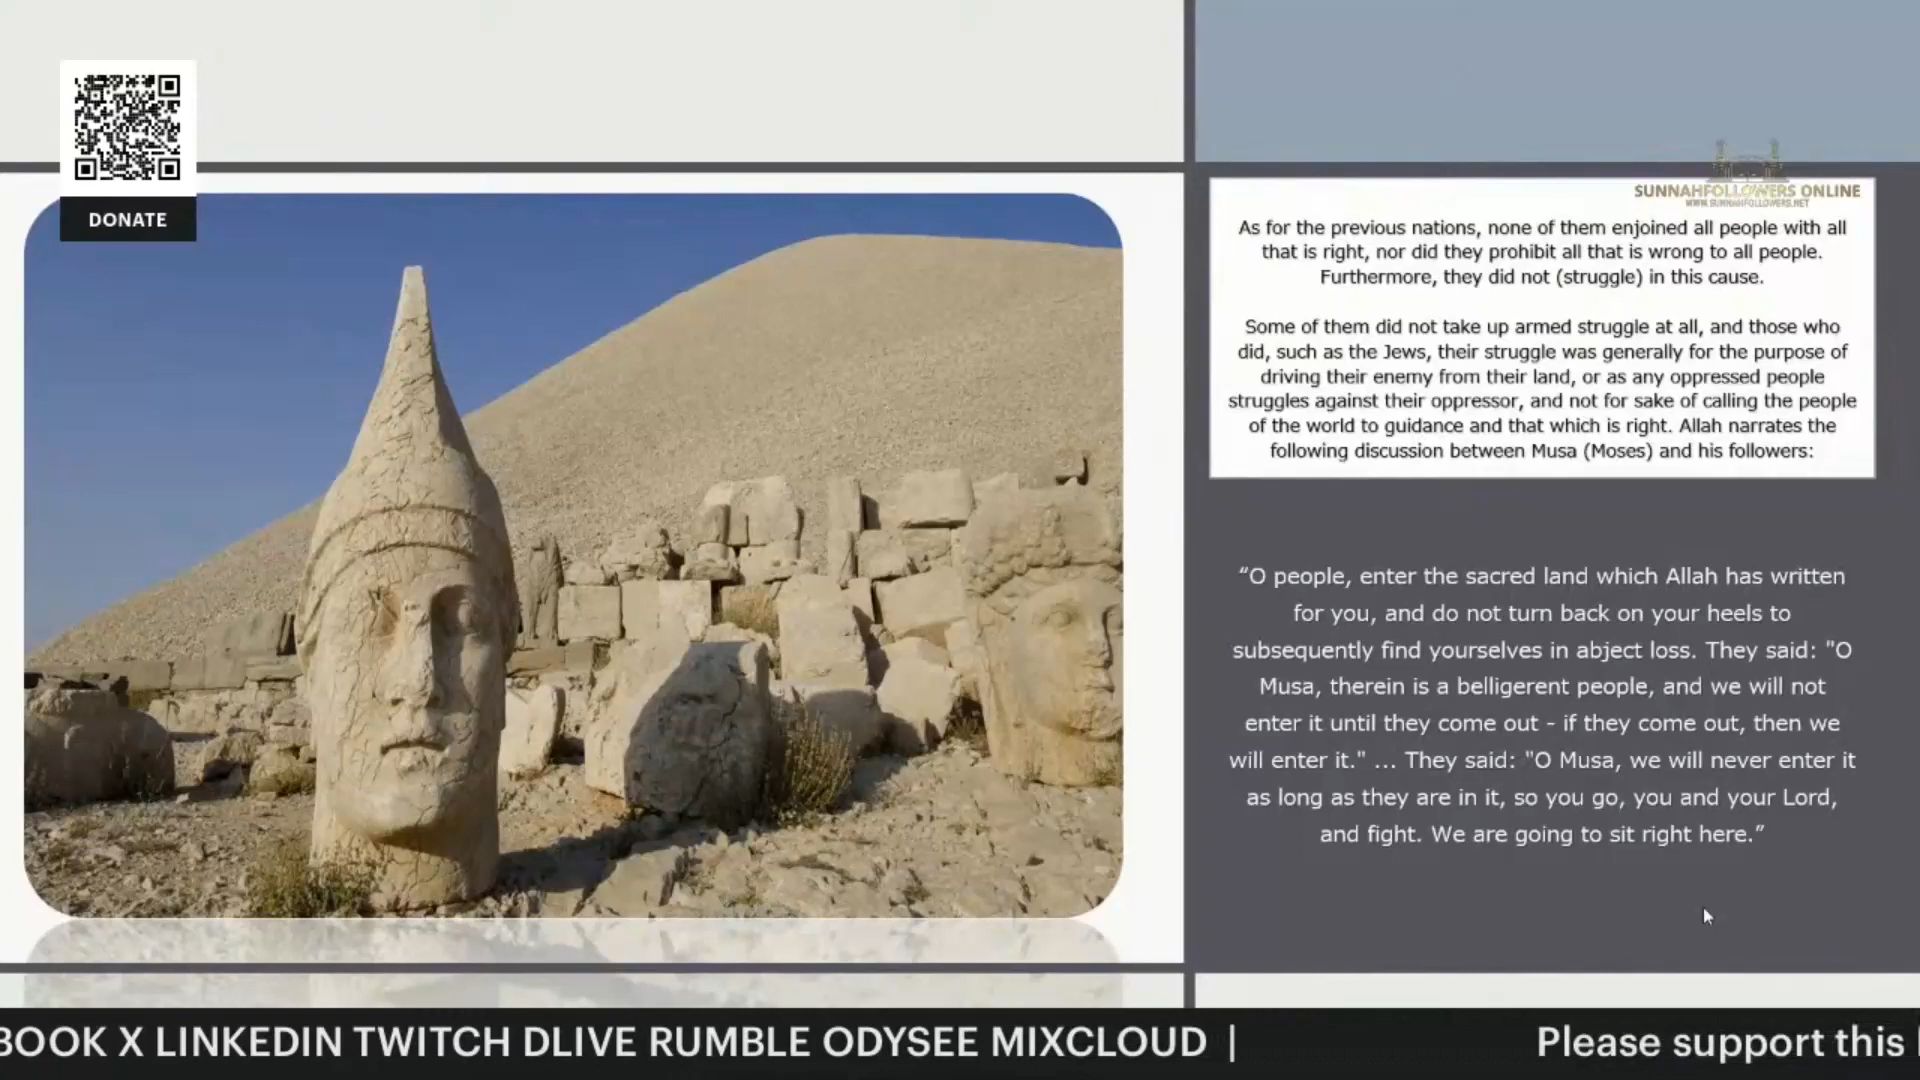 DONATE
SUNNAHFOLLOWERS ONLINE
WWW.SUNNAHFOLLOWERS.NET
As for the previous nations, none of them enjoined all people with all
that is right, nor did they prohibit all that is wrong to all people.
Furthermore, they did not (struggle) in this cause.
Some of them did not take up armed struggle at all, and those who
did, such as the Jews, their struggle was generally for the purpose of
driving their enemy from their land, or as any oppressed people
struggles against their oppressor, and not for sake of calling the people
of the world to guidance and that which is right. Allah narrates the
following discussion between Musa (Moses) and his followers:
“O people, enter the sacred land which Allah has written
for you, and do not turn back on your heels to
subsequently find yourselves in abject loss. They said: "O
Musa, therein is a belligerent people, and we will not
enter it until they come out - if they come out, then we
will enter it." ... They said: "O Musa, we will never enter it
as long as they are in it, so you go, you and your Lord,
and fight. We are going to sit right here.”
BOOK X LINKEDIN TWITCH DLIVE RUMBLE ODYSEE MIXCLOUD | Please support this